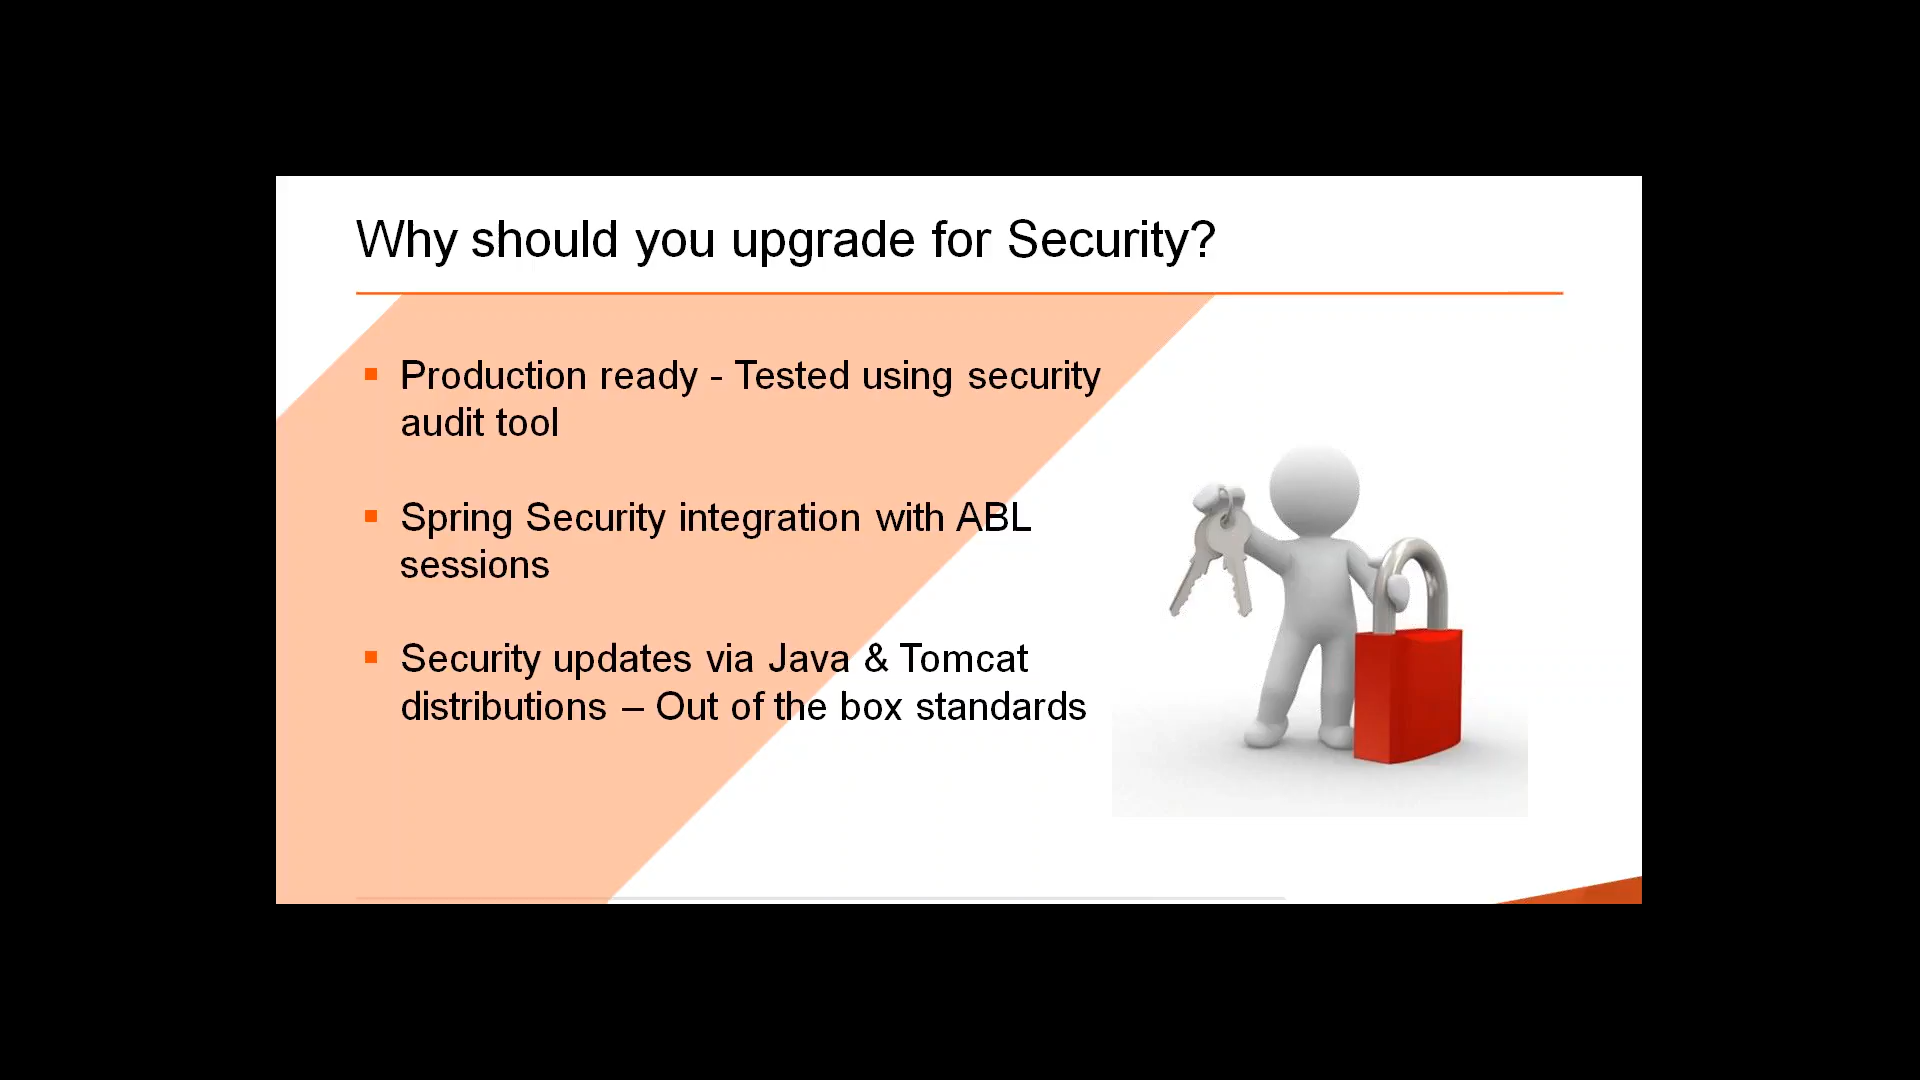 Why should you upgrade for Security?
Production ready - Tested using security
audit tool
Spring Security integration with ABL
sessions
Security updates via Java & Tomcat
distributions – Out of the box standards